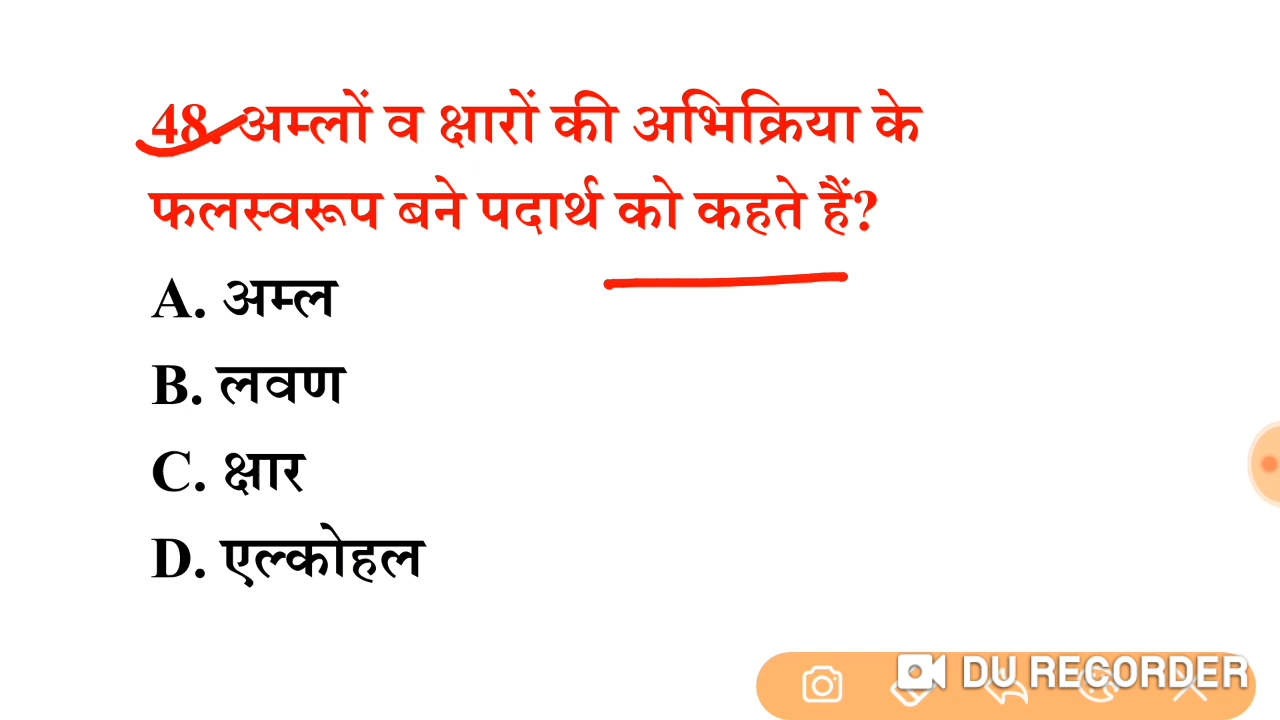 48. अम्लों व क्षारों की अभिक्रिया के
फलस्वरूप बने पदार्थ को कहते हैं?
A. अम्ल
B. लवण
C. क्षार
D. एल्कोहल
DU RECORDER